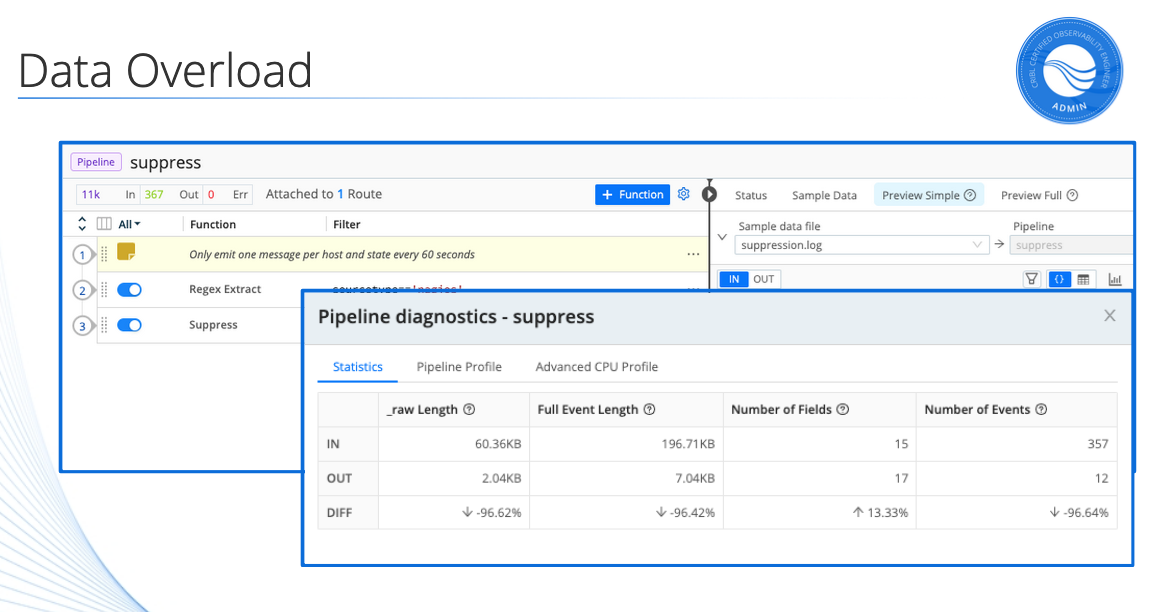 Data Overload
CRIBL CERTIFIED OBSERVABILITY ENGINEER
ADMIN
Pipeline suppress
11k In 367 Out 0 Err Attached to 1 Route + Function
All Function Filter
1 Only emit one message per host and state every 60 seconds ...
2 Regex Extract sourcetype=='nagios'
3 Suppress
Status Sample Data Preview Simple Preview Full
Sample data file Pipeline
suppression.log suppress
IN OUT
Pipeline diagnostics - suppress
Statistics Pipeline Profile Advanced CPU Profile
_raw Length Full Event Length Number of Fields Number of Events
IN 60.36KB 196.71KB 15 357
OUT 2.04KB 7.04KB 17 12
DIFF -96.62% -96.42% 13.33% -96.64%